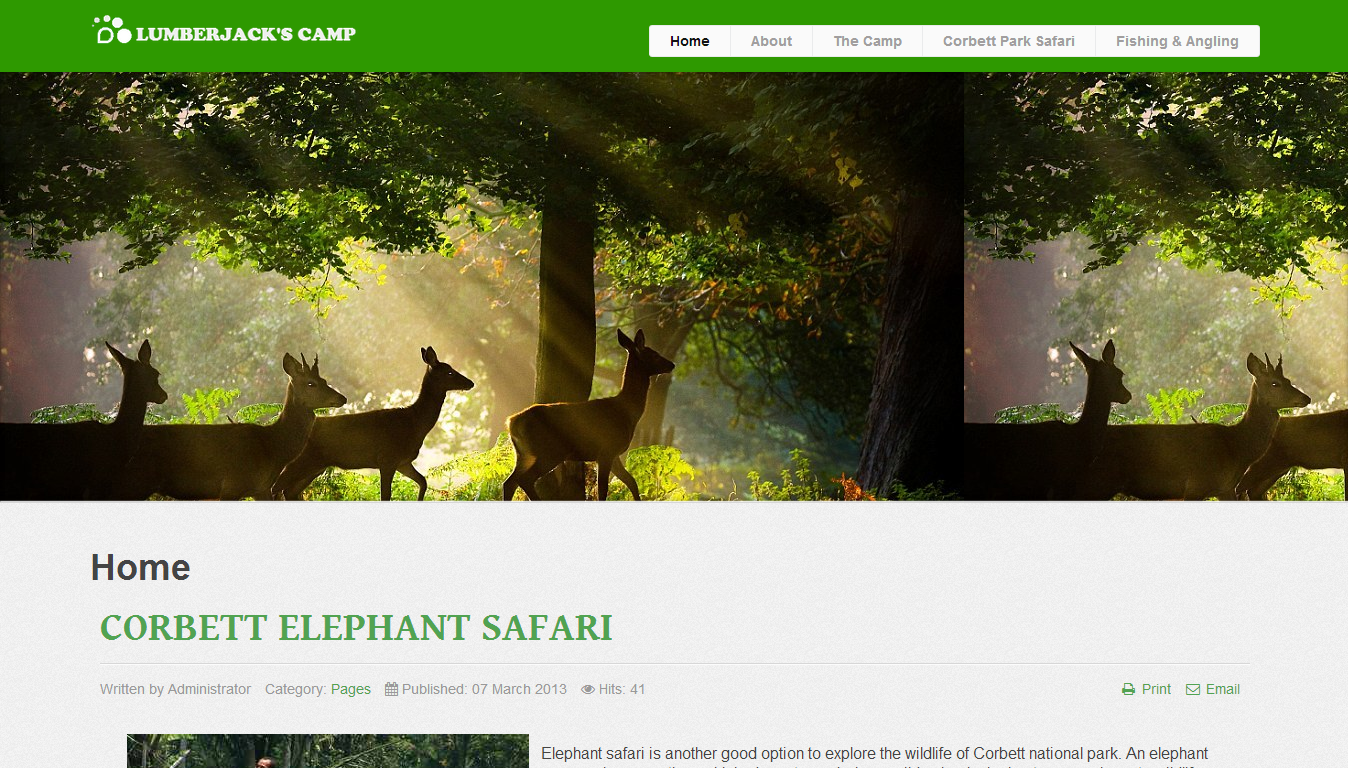 LUMBERJACK'S CAMP
Home About The Camp Corbett Park Safari Fishing & Angling
Home
CORBETT ELEPHANT SAFARI
Written by Administrator Category: Pages Published: 07 March 2013 Hits: 41 Print Email
Elephant safari is another good option to explore the wildlife of Corbett national park. An elephant